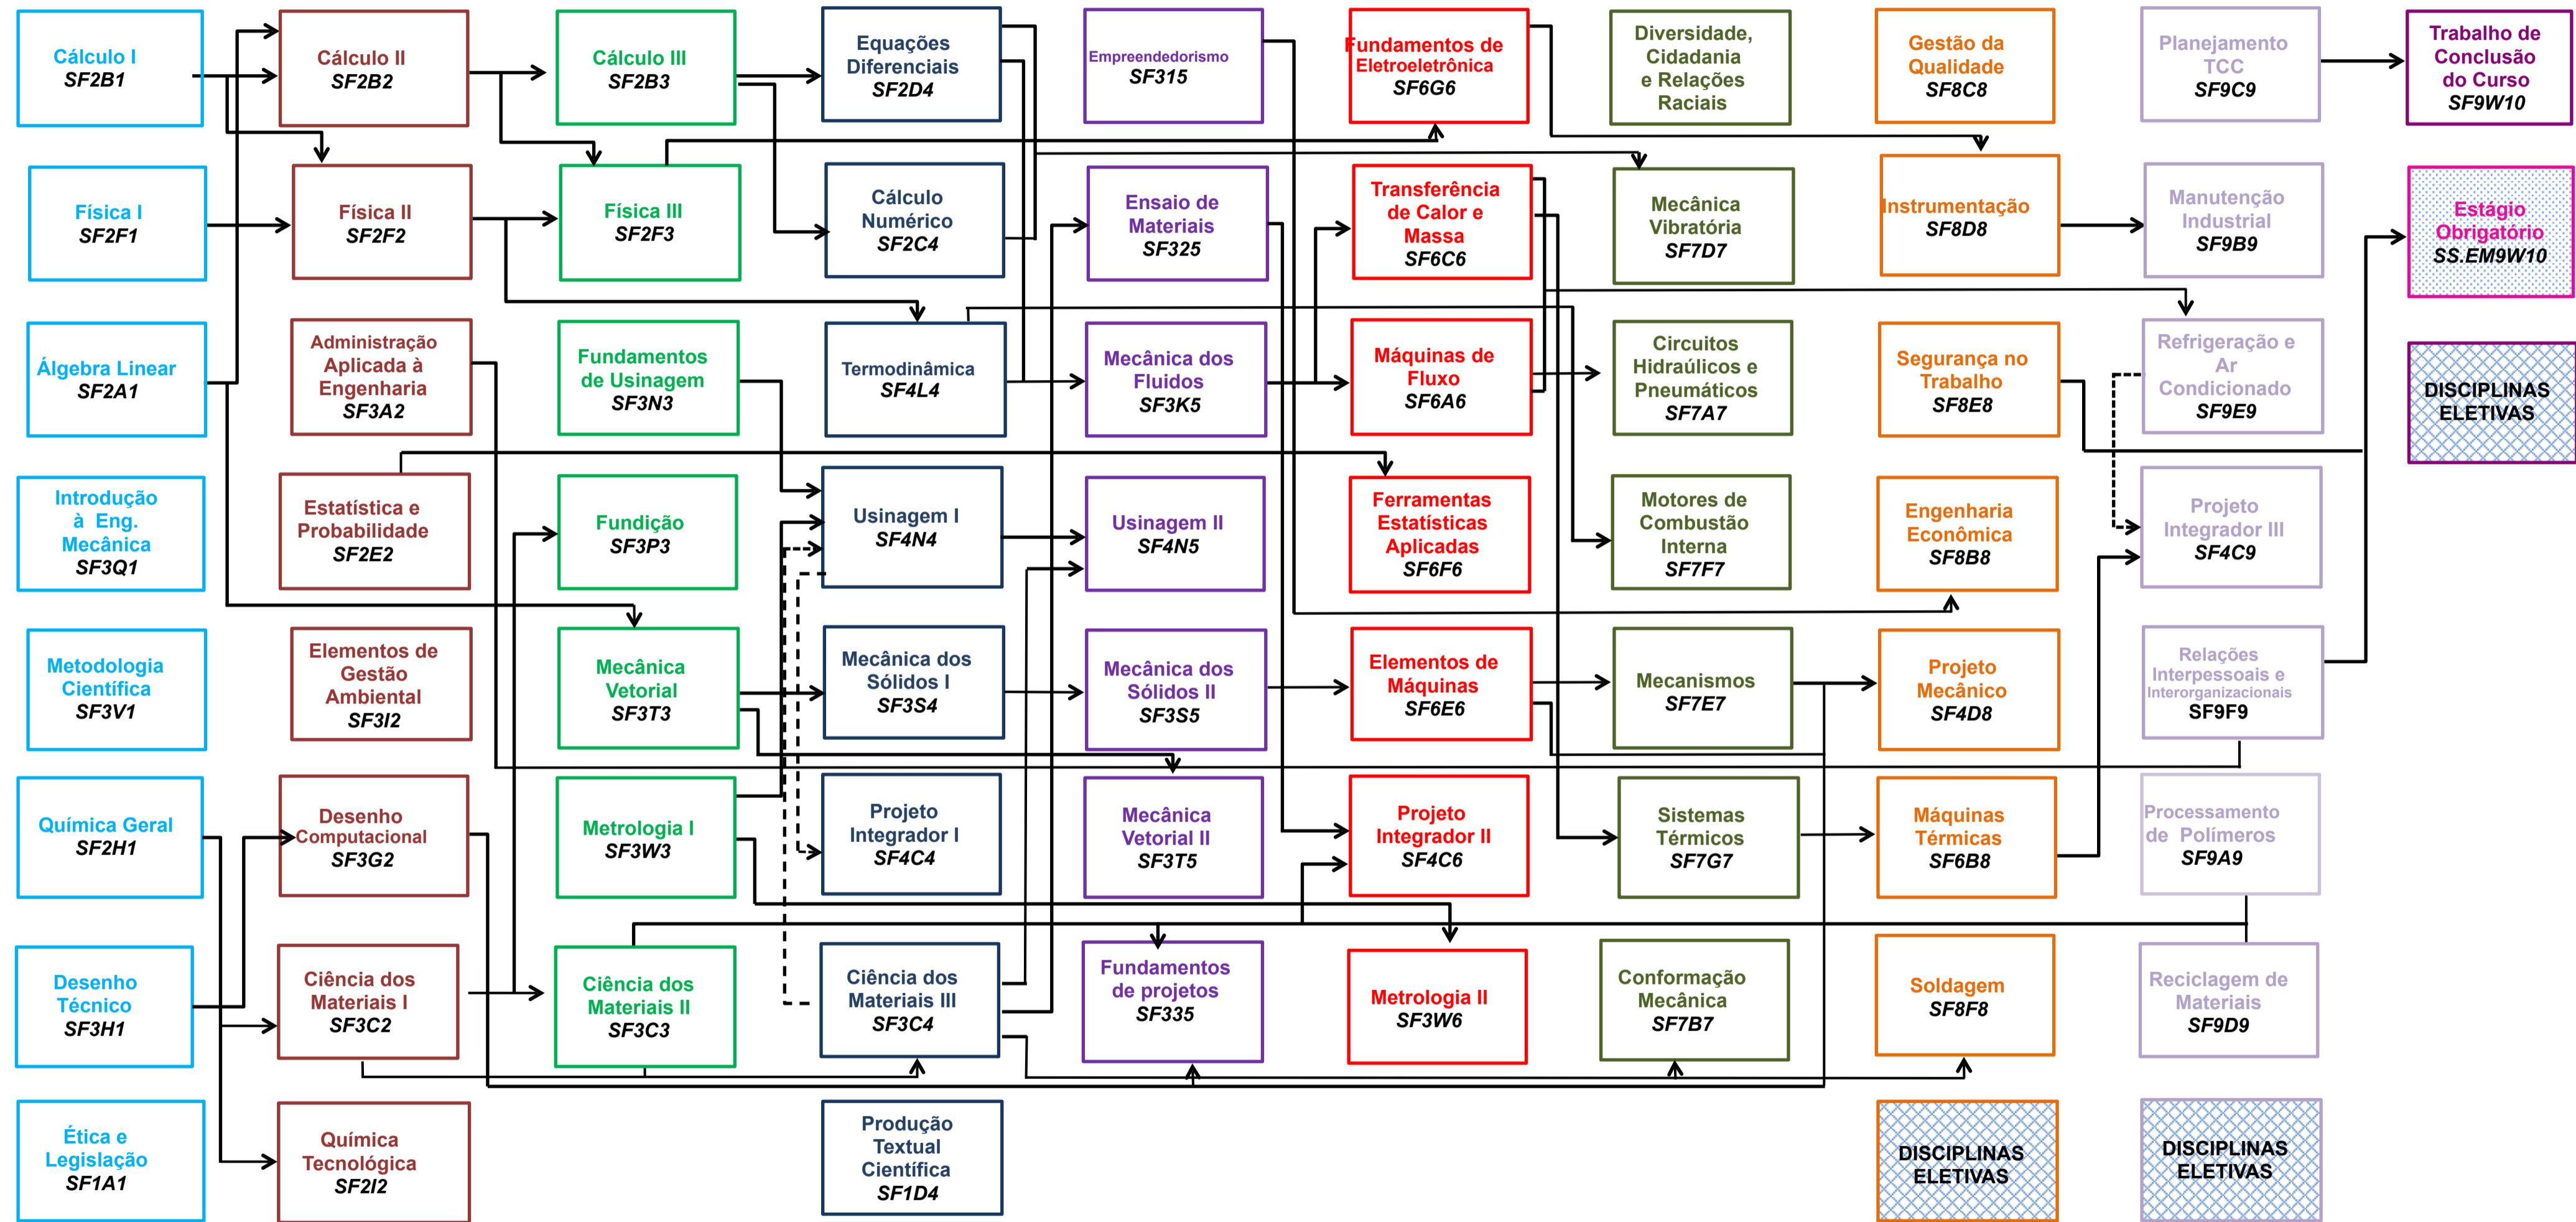 Cálculo I
SF2B1
Física I
SF2F1
Álgebra Linear
SF2A1
Introdução
à Eng.
Mecânica
SF3Q1
Metodologia
Científica
SF3V1
Química Geral
SF2H1
Desenho
Técnico
SF3H1
Ética e
Legislação
SF1A1
Cálculo II
SF2B2
Física II
SF2F2
Administração
Aplicada à
Engenharia
SF3A2
Estatística e
Probabilidade
SF2E2
Elementos de
Gestão
Ambiental
SF3I2
Desenho
Computacional
SF3G2
Ciência dos
Materiais I
SF3C2
Química
Tecnológica
SF2I2
Cálculo III
SF2B3
Física III
SF2F3
Fundamentos
de Usinagem
SF3N3
Fundição
SF3P3
Mecânica
Vetorial
SF3T3
Metrologia I
SF3W3
Ciência dos
Materiais II
SF3C3
Equações
Diferenciais
SF2D4
Cálculo
Numérico
SF2C4
Termodinâmica
SF4L4
Usinagem I
SF4N4
Mecânica dos
Sólidos I
SF3S4
Projeto
Integrador I
SF4C4
Ciência dos
Materiais III
SF3C4
Produção
Textual
Científica
SF1D4
Empreendedorismo
SF315
Ensaio de
Materiais
SF325
Mecânica dos
Fluidos
SF3K5
Usinagem II
SF4N5
Mecânica dos
Sólidos II
SF3S5
Mecânica
Vetorial II
SF3T5
Fundamentos
de projetos
SF335
Fundamentos de
Eletroeletrônica
SF6G6
Transferência
de Calor e
Massa
SF6C6
Máquinas de
Fluxo
SF6A6
Ferramentas
Estatísticas
Aplicadas
SF6F6
Elementos de
Máquinas
SF6E6
Projeto
Integrador II
SF4C6
Metrologia II
SF3W6
Diversidade,
Cidadania
e Relações
Raciais
Mecânica
Vibratória
SF7D7
Circuitos
Hidraúlicos e
Pneumáticos
SF7A7
Motores de
Combustão
Interna
SF7F7
Mecanismos
SF7E7
Sistemas
Térmicos
SF7G7
Conformação
Mecânica
SF7B7
Gestão da
Qualidade
SF8C8
Instrumentação
SF8D8
Segurança no
Trabalho
SF8E8
Engenharia
Econômica
SF8B8
Projeto
Mecânico
SF4D8
Máquinas
Térmicas
SF6B8
Soldagem
SF8F8
DISCIPLINAS
ELETIVAS
Planejamento
TCC
SF9C9
Manutenção
Industrial
SF9B9
Refrigeração e
Ar
Condicionado
SF9E9
Projeto
Integrador III
SF4C9
Relações
Interpessoais e
Interorganizacionais
SF9F9
Processamento
de Polímeros
SF9A9
Reciclagem de
Materiais
SF9D9
DISCIPLINAS
ELETIVAS
Trabalho de
Conclusão
do Curso
SF9W10
Estágio
Obrigatório
SS.EM9W10
DISCIPLINAS
ELETIVAS